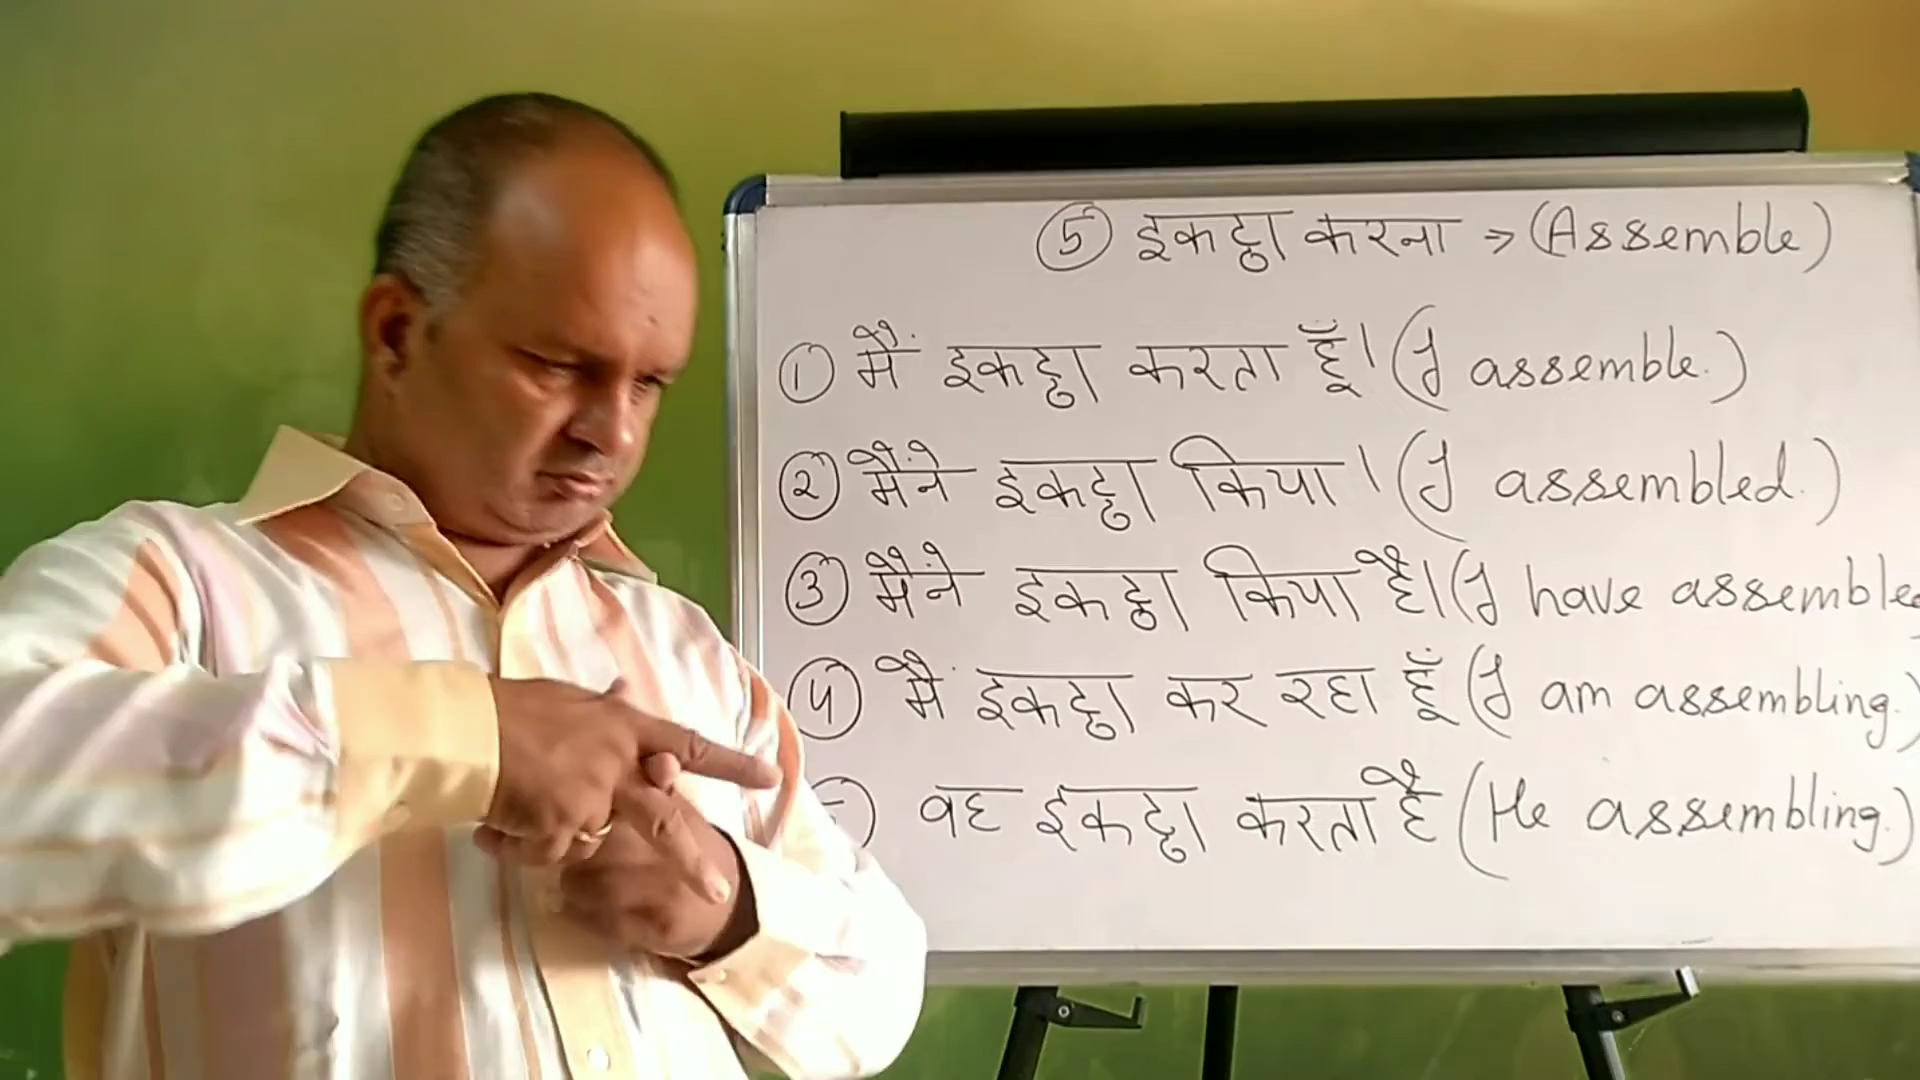 ⑤ इकट्ठा करना → (Assemble)
① मैं इकट्ठा करता हूँ। (I assemble.)
② मैंने इकट्ठा किया। (I assembled.)
③ मैंने इकट्ठा किया है। (I have assemble
④ मैं इकट्ठा कर रहा हूँ (I am assembling.)
वह इकट्ठा करता है (He assembling.)